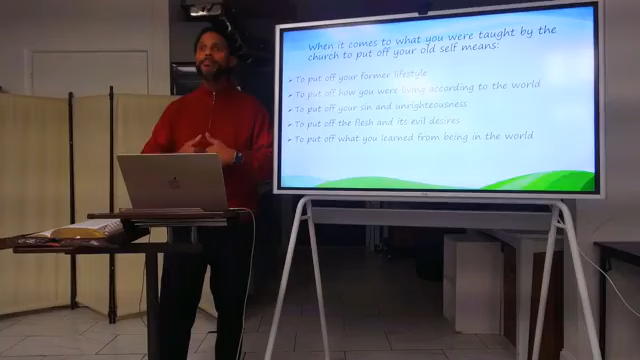 When it comes to what you were taught by the
church to put off your old self means:
➤ To put off your former lifestyle
➤ To put off how you were living according to the world
➤ To put off your sin and unrighteousness
➤ To put off the flesh and its evil desires
➤ To put off what you learned from being in the world